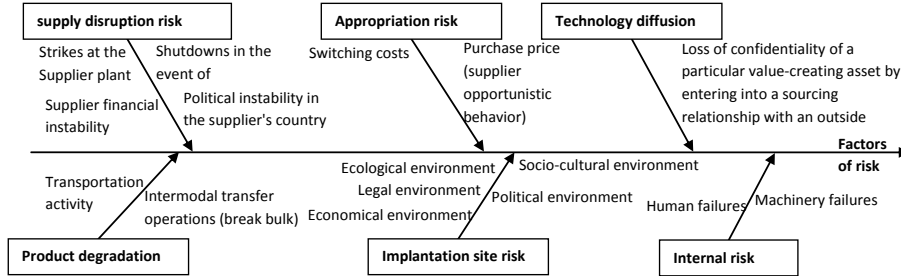 supply disruption risk
Appropriation risk
Technology diffusion
Strikes at the
Supplier plant
Shutdowns in the
event of
Supplier financial
instability
Political instability in
the supplier's country
Switching costs
Purchase price
(supplier
opportunistic
behavior)
Loss of confidentiality of a
particular value-creating asset by
entering into a sourcing
relationship with an outside
Factors
of risk
Transportation
activity
Intermodal transfer
operations (break bulk)
Ecological environment
Legal environment
Economical environment
Socio-cultural environment
Political environment
Human failures
Machinery failures
Product degradation
Implantation site risk
Internal risk